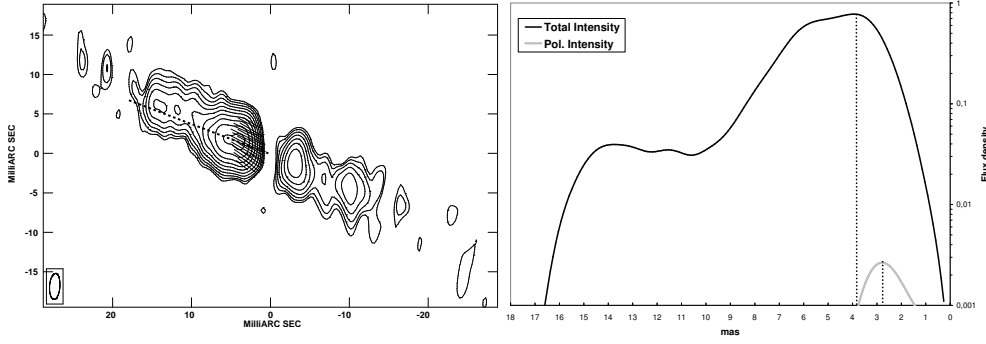 15
10
5
0
-5
-10
-15
MilliARC SEC
20 10 0 -10 -20
MilliARC SEC
Total Intensity
Pol. Intensity
1
0,1
0,01
0,001
Flux density
18 17 16 15 14 13 12 11 10 9 8 7 6 5 4 3 2 1 0
mas